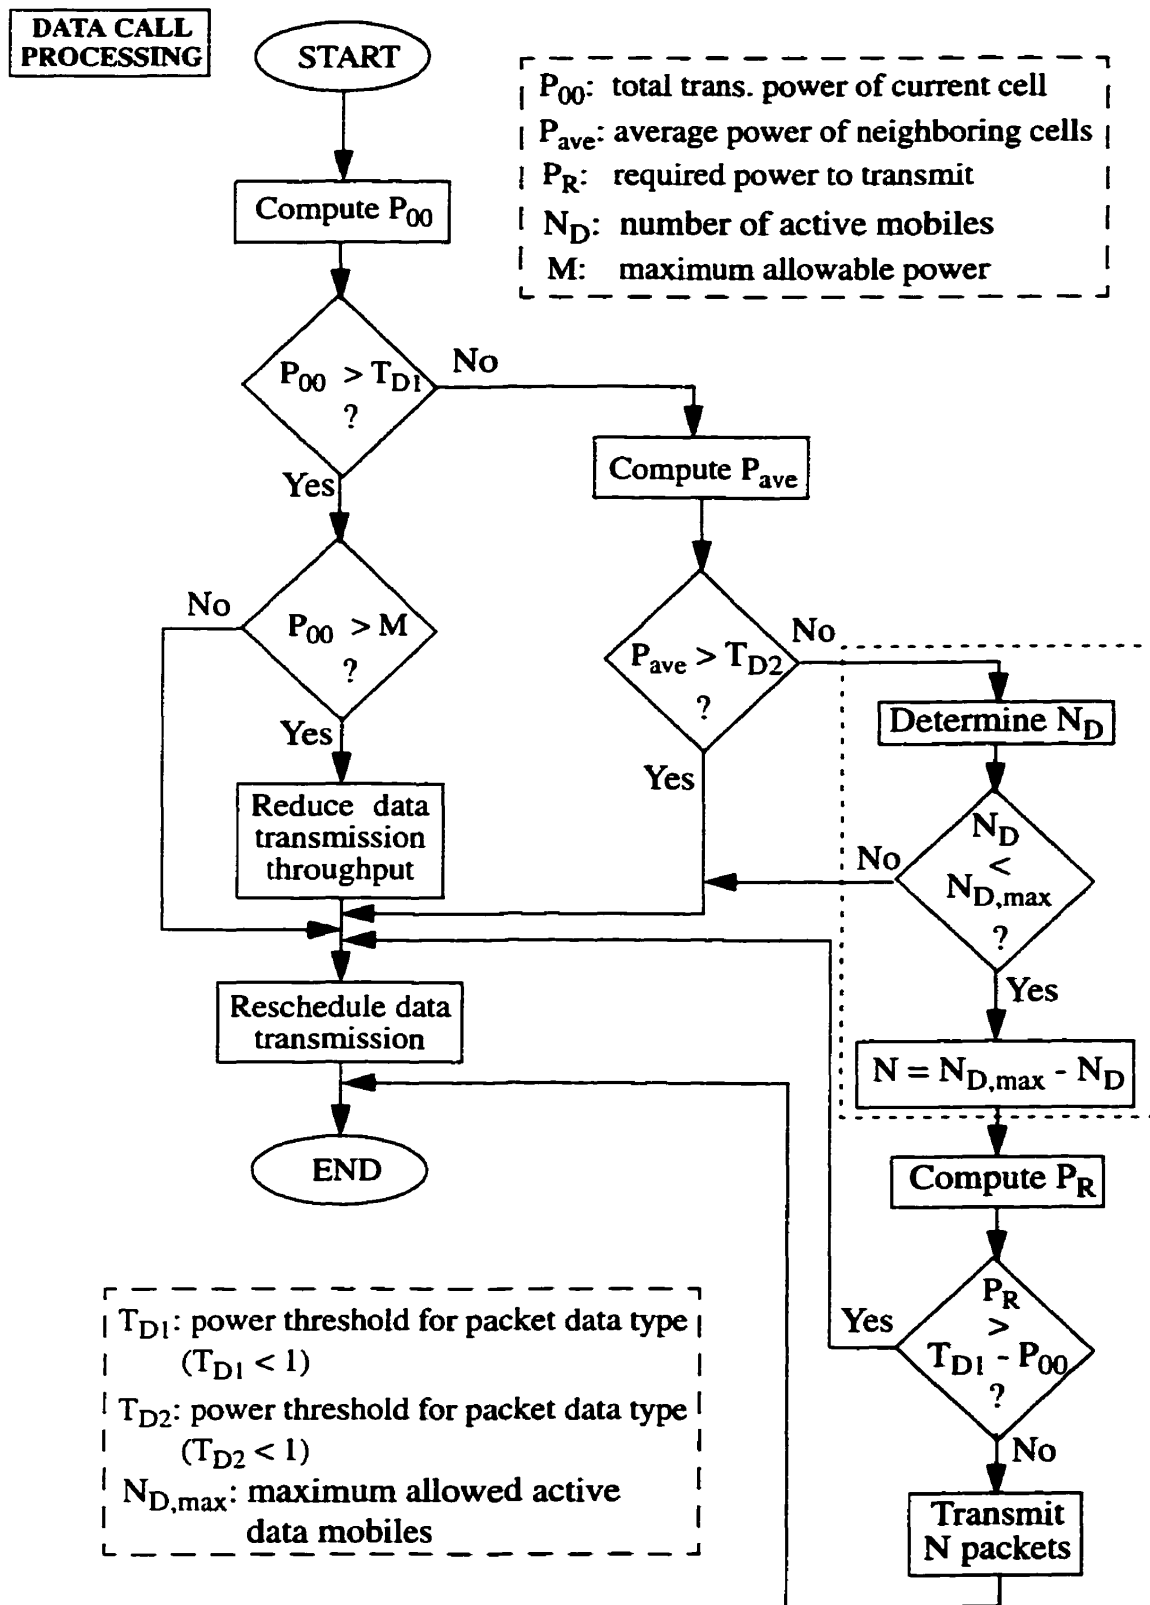 DATA CALL
PROCESSING
START
P00: total trans. power of current cell
Pave: average power of neighboring cells
PR: required power to transmit
ND: number of active mobiles
M: maximum allowable power
Compute P00
P00 > TD1
?
No
Yes
Compute Pave
P00 > M
?
No
Yes
Pave > TD2
?
No
Yes
Determine ND
Reduce data
transmission
throughput
ND
<
ND,max
?
No
Yes
Reschedule data
transmission
N = ND,max - ND
END
Compute PR
PR
>
TD1 - P00
?
Yes
No
Transmit
N packets
TD1: power threshold for packet data type
(TD1 < 1)
TD2: power threshold for packet data type
(TD2 < 1)
ND,max: maximum allowed active
data mobiles